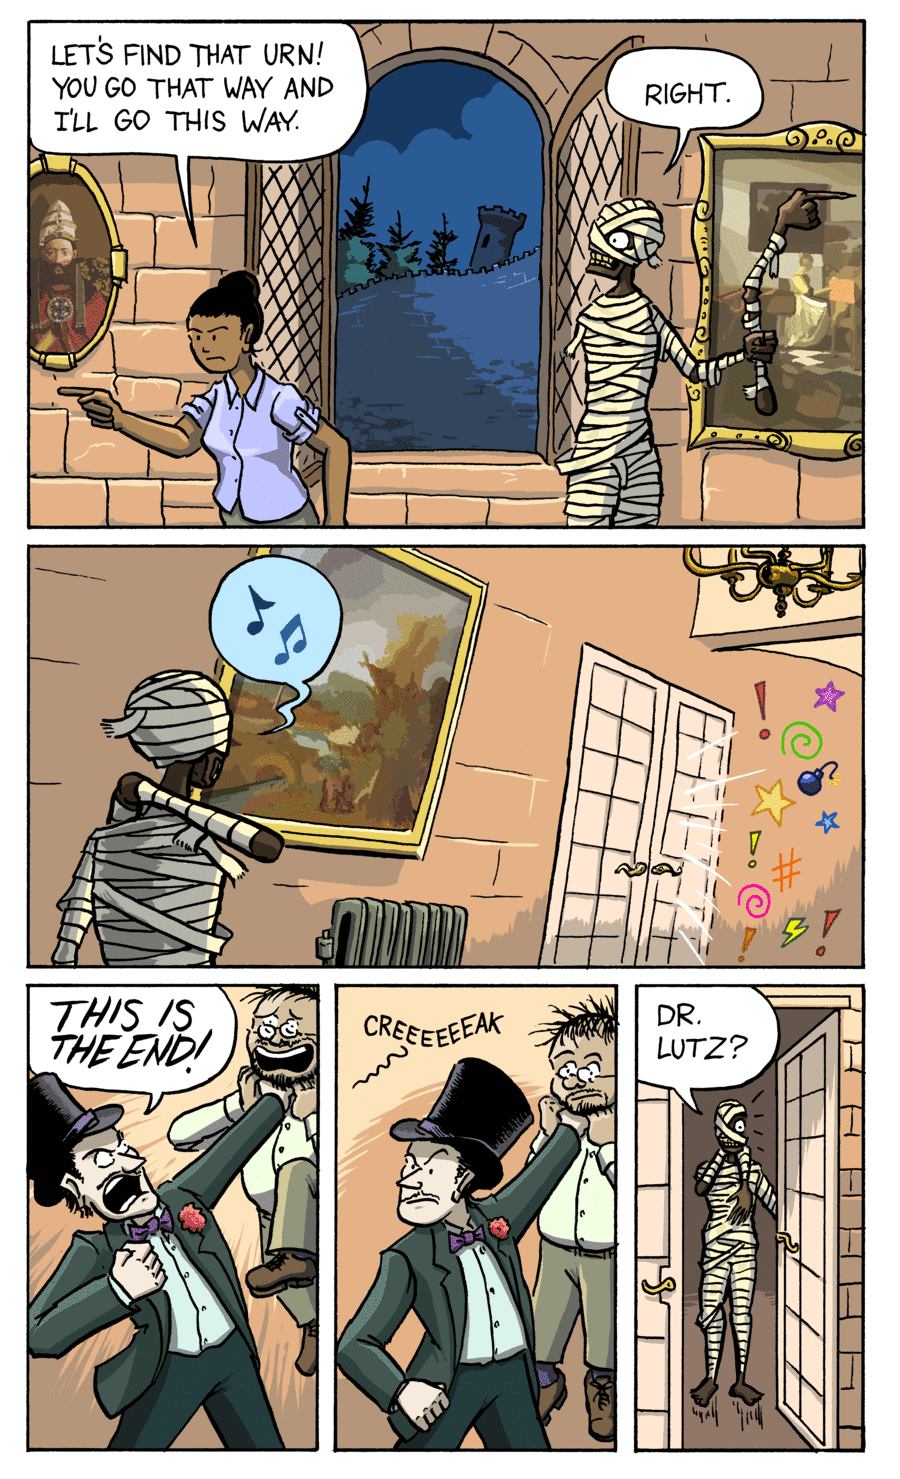 LET'S FIND THAT URN!
YOU GO THAT WAY AND
I'LL GO THIS WAY.
RIGHT.
THIS IS
THE END!
CREEEEEEAK
DR.
LUTZ?